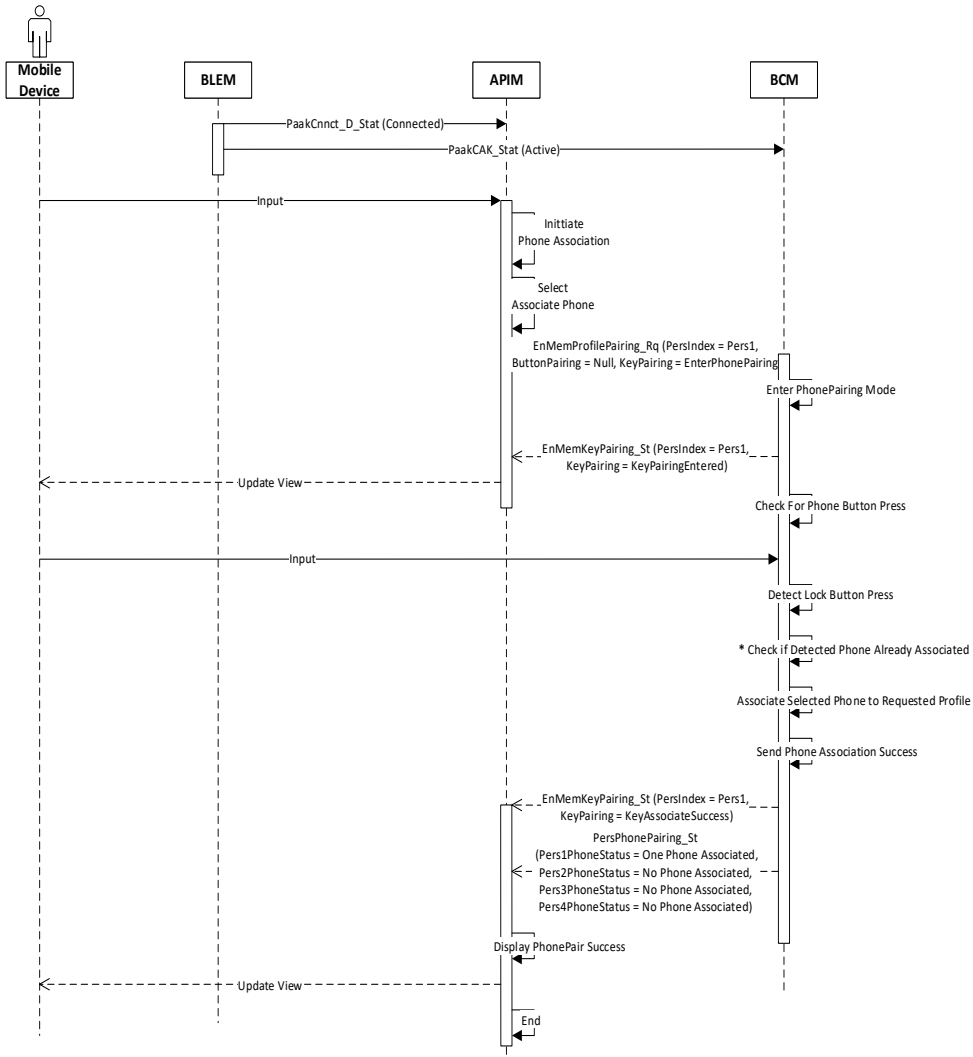 Mobile
Device
BLEM
APIM
BCM
PaakCnnct_D_Stat (Connected)
PaakCAK_Stat (Active)
Input
Inittiate
Phone Association
Select
Associate Phone
EnMemProfilePairing_Rq (PersIndex = Pers1,
ButtonPairing = Null, KeyPairing = EnterPhonePairing
Enter PhonePairing Mode
EnMemKeyPairing_St (PersIndex = Pers1,
KeyPairing = KeyPairingEntered)
Update View
Check For Phone Button Press
Input
Detect Lock Button Press
* Check if Detected Phone Already Associated
Associate Selected Phone to Requested Profile
Send Phone Association Success
EnMemKeyPairing_St (PersIndex = Pers1,
KeyPairing = KeyAssociateSuccess)
PersPhonePairing_St
(Pers1PhoneStatus = One Phone Associated,
Pers2PhoneStatus = No Phone Associated,
Pers3PhoneStatus = No Phone Associated,
Pers4PhoneStatus = No Phone Associated)
Display PhonePair Success
Update View
End